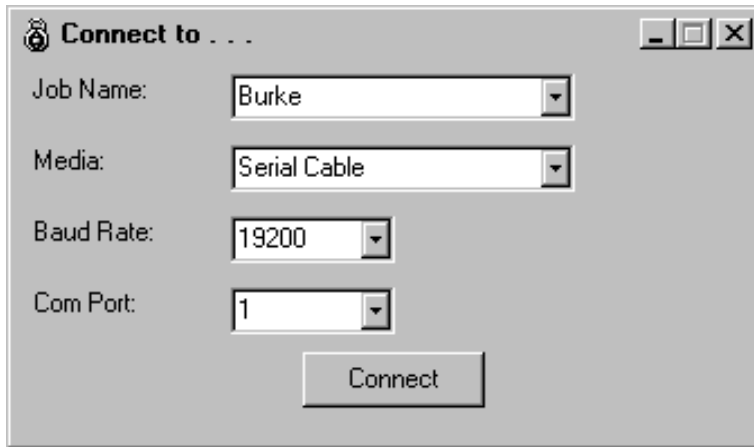 Connect to . . .
Job Name: Burke
Media: Serial Cable
Baud Rate: 19200
Com Port: 1
Connect